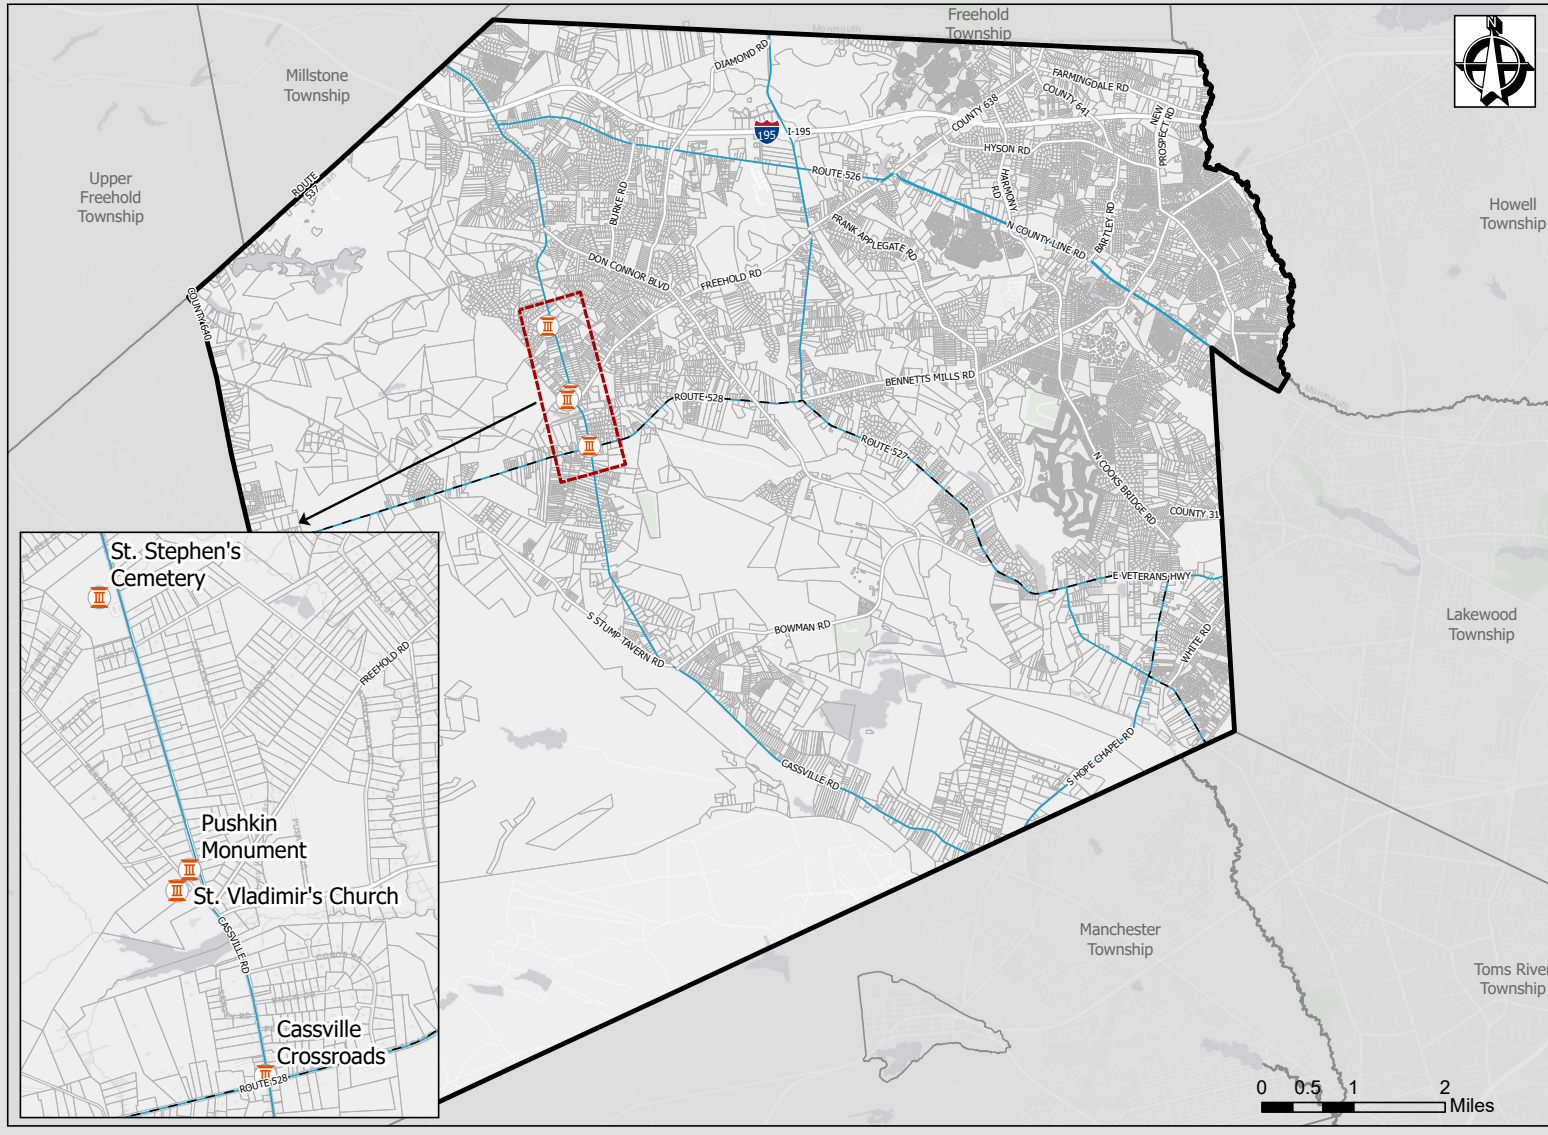 Freehold
Township
N
Millstone
Township
DIAMOND RD
FARMINGDALE RD
COUNTY 638
COUNTY 641
NEW
PROSPECT RD
195
I-195
HYSON RD
ROUTE 526
HARMONY
RD
Upper
Freehold
Township
ROUTE
537
BURKE RD
BARTLEY RD
Howell
Township
FRANK APPLEGATE RD
N COUNTY LINE RD
DON CONNOR BLVD
FREEHOLD RD
COUNTY 640
BENNETTS MILLS RD
Monmouth
ROUTE 528
ROUTE 527
N COOKS BRIDGE RD
COUNTY 31
E VETERANS HWY
Lakewood
Township
BOWMAN RD
WHITE RD
S STUMP TAVERN RD
S HOPE CHAPEL RD
CASSVILLE RD
St. Stephen's
Cemetery
FREEHOLD RD
Pushkin
Monument
St. Vladimir's Church
CASSVILLE RD
Cassville
Crossroads
ROUTE 528
Manchester
Township
Toms River
Township
0 0.5 1 2
Miles